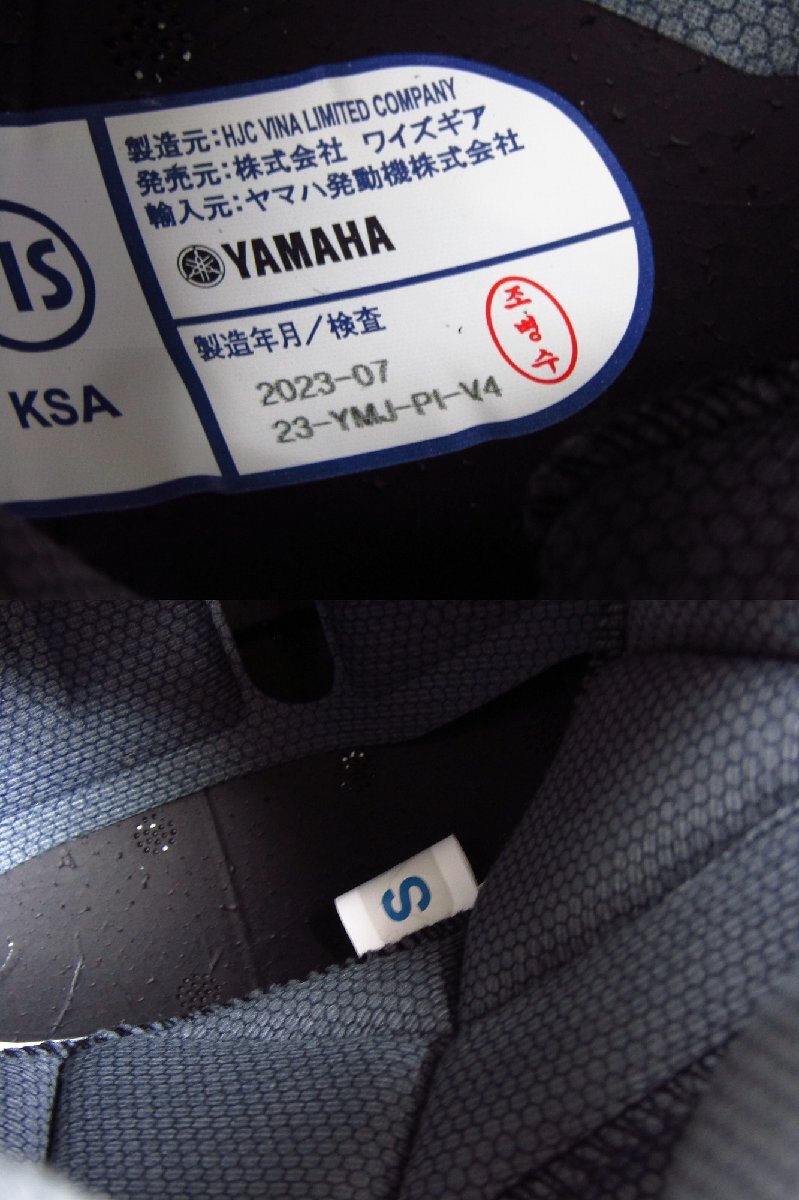 製造元:HJC VINA LIMITED COMPANY
発売元:株式会社 ワイズギア
輸入元:ヤマハ発動機株式会社
YAMAHA
IS
KSA
製造年月/検査
2023-07
23-YMJ-PI-V4
조병수
S